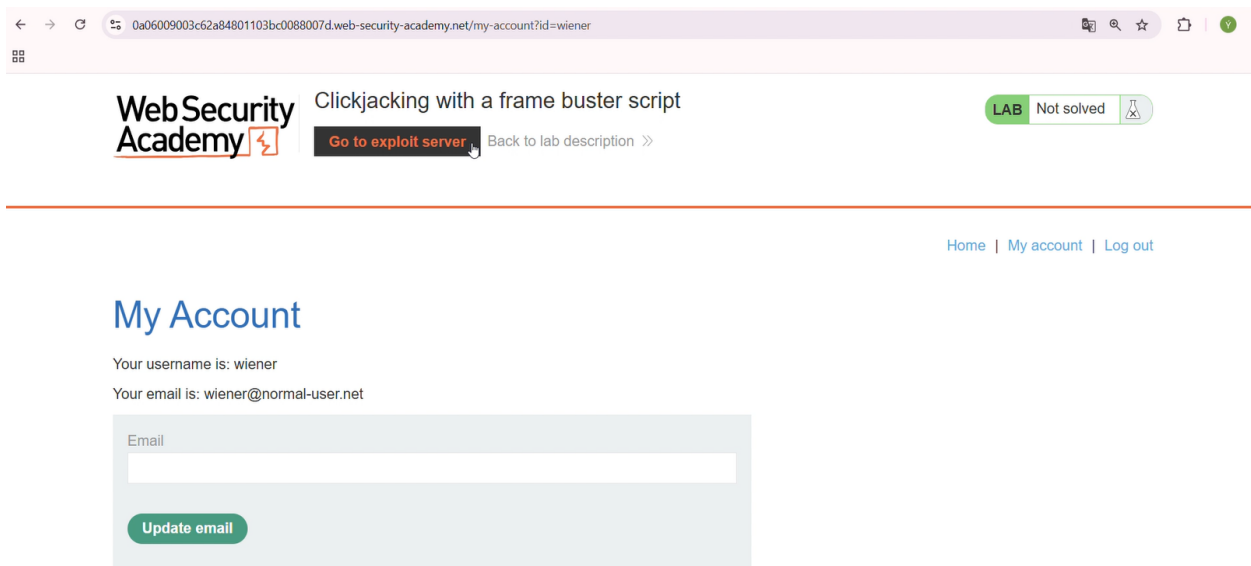 0a06009003c62a84801103bc0088007d.web-security-academy.net/my-account?id=wiener
Web Security
Academy
Clickjacking with a frame buster script
Go to exploit server
Back to lab description
LAB
Not solved
Home | My account | Log out
My Account
Your username is: wiener
Your email is: wiener@normal-user.net
Email
Update email